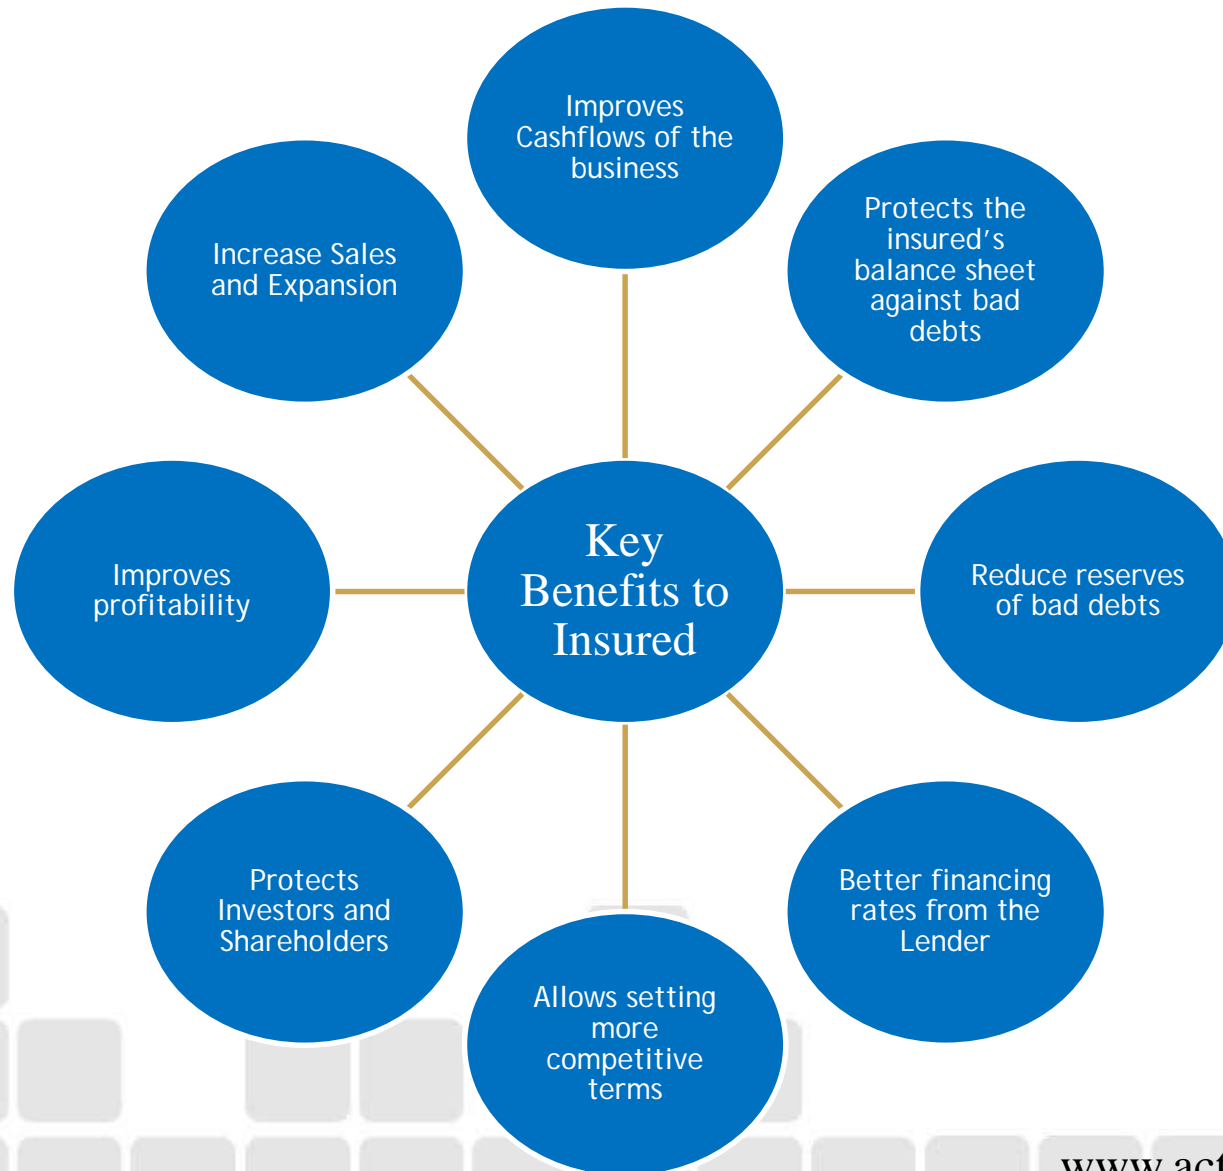 Improves
Cashflows of the
business
Protects the
insured’s
balance sheet
against bad
debts
Reduce reserves
of bad debts
Better financing
rates from the
Lender
Allows setting
more
competitive
terms
Protects
Investors and
Shareholders
Improves
profitability
Increase Sales
and Expansion
Key
Benefits to
Insured